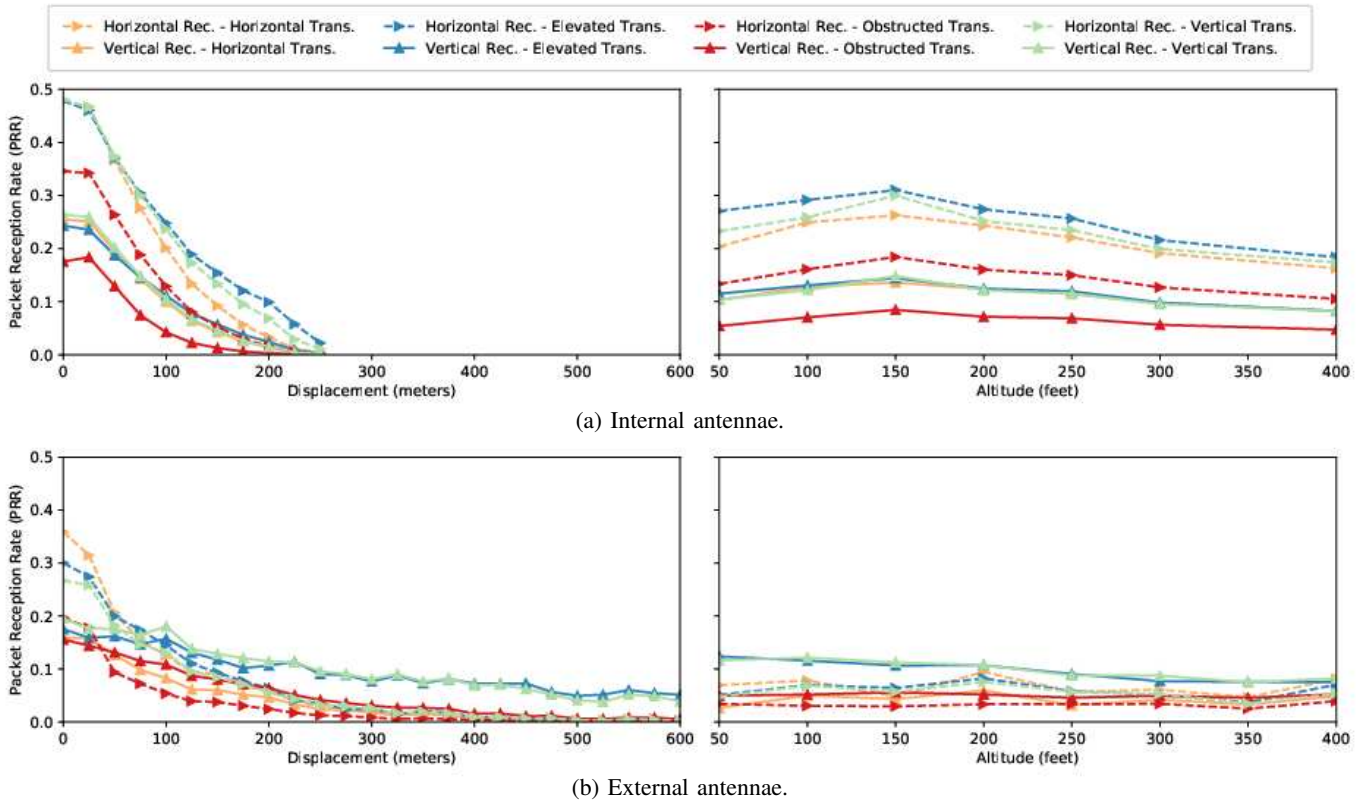 Horizontal Rec. - Horizontal Trans. Horizontal Rec. - Elevated Trans. Horizontal Rec. - Obstructed Trans. Horizontal Rec. - Vertical Trans.
Vertical Rec. - Horizontal Trans. Vertical Rec. - Elevated Trans. Vertical Rec. - Obstructed Trans. Vertical Rec. - Vertical Trans.
Packet Reception Rate (PRR)
0.5
0.4
0.3
0.2
0.1
0.0
0 100 200 300 400 500 600 50 100 150 200 250 300 350 400
Displacement (meters) Altitude (feet)
(a) Internal antennae.
Packet Reception Rate (PRR)
0.5
0.4
0.3
0.2
0.1
0.0
0 100 200 300 400 500 600 50 100 150 200 250 300 350 400
Displacement (meters) Altitude (feet)
(b) External antennae.